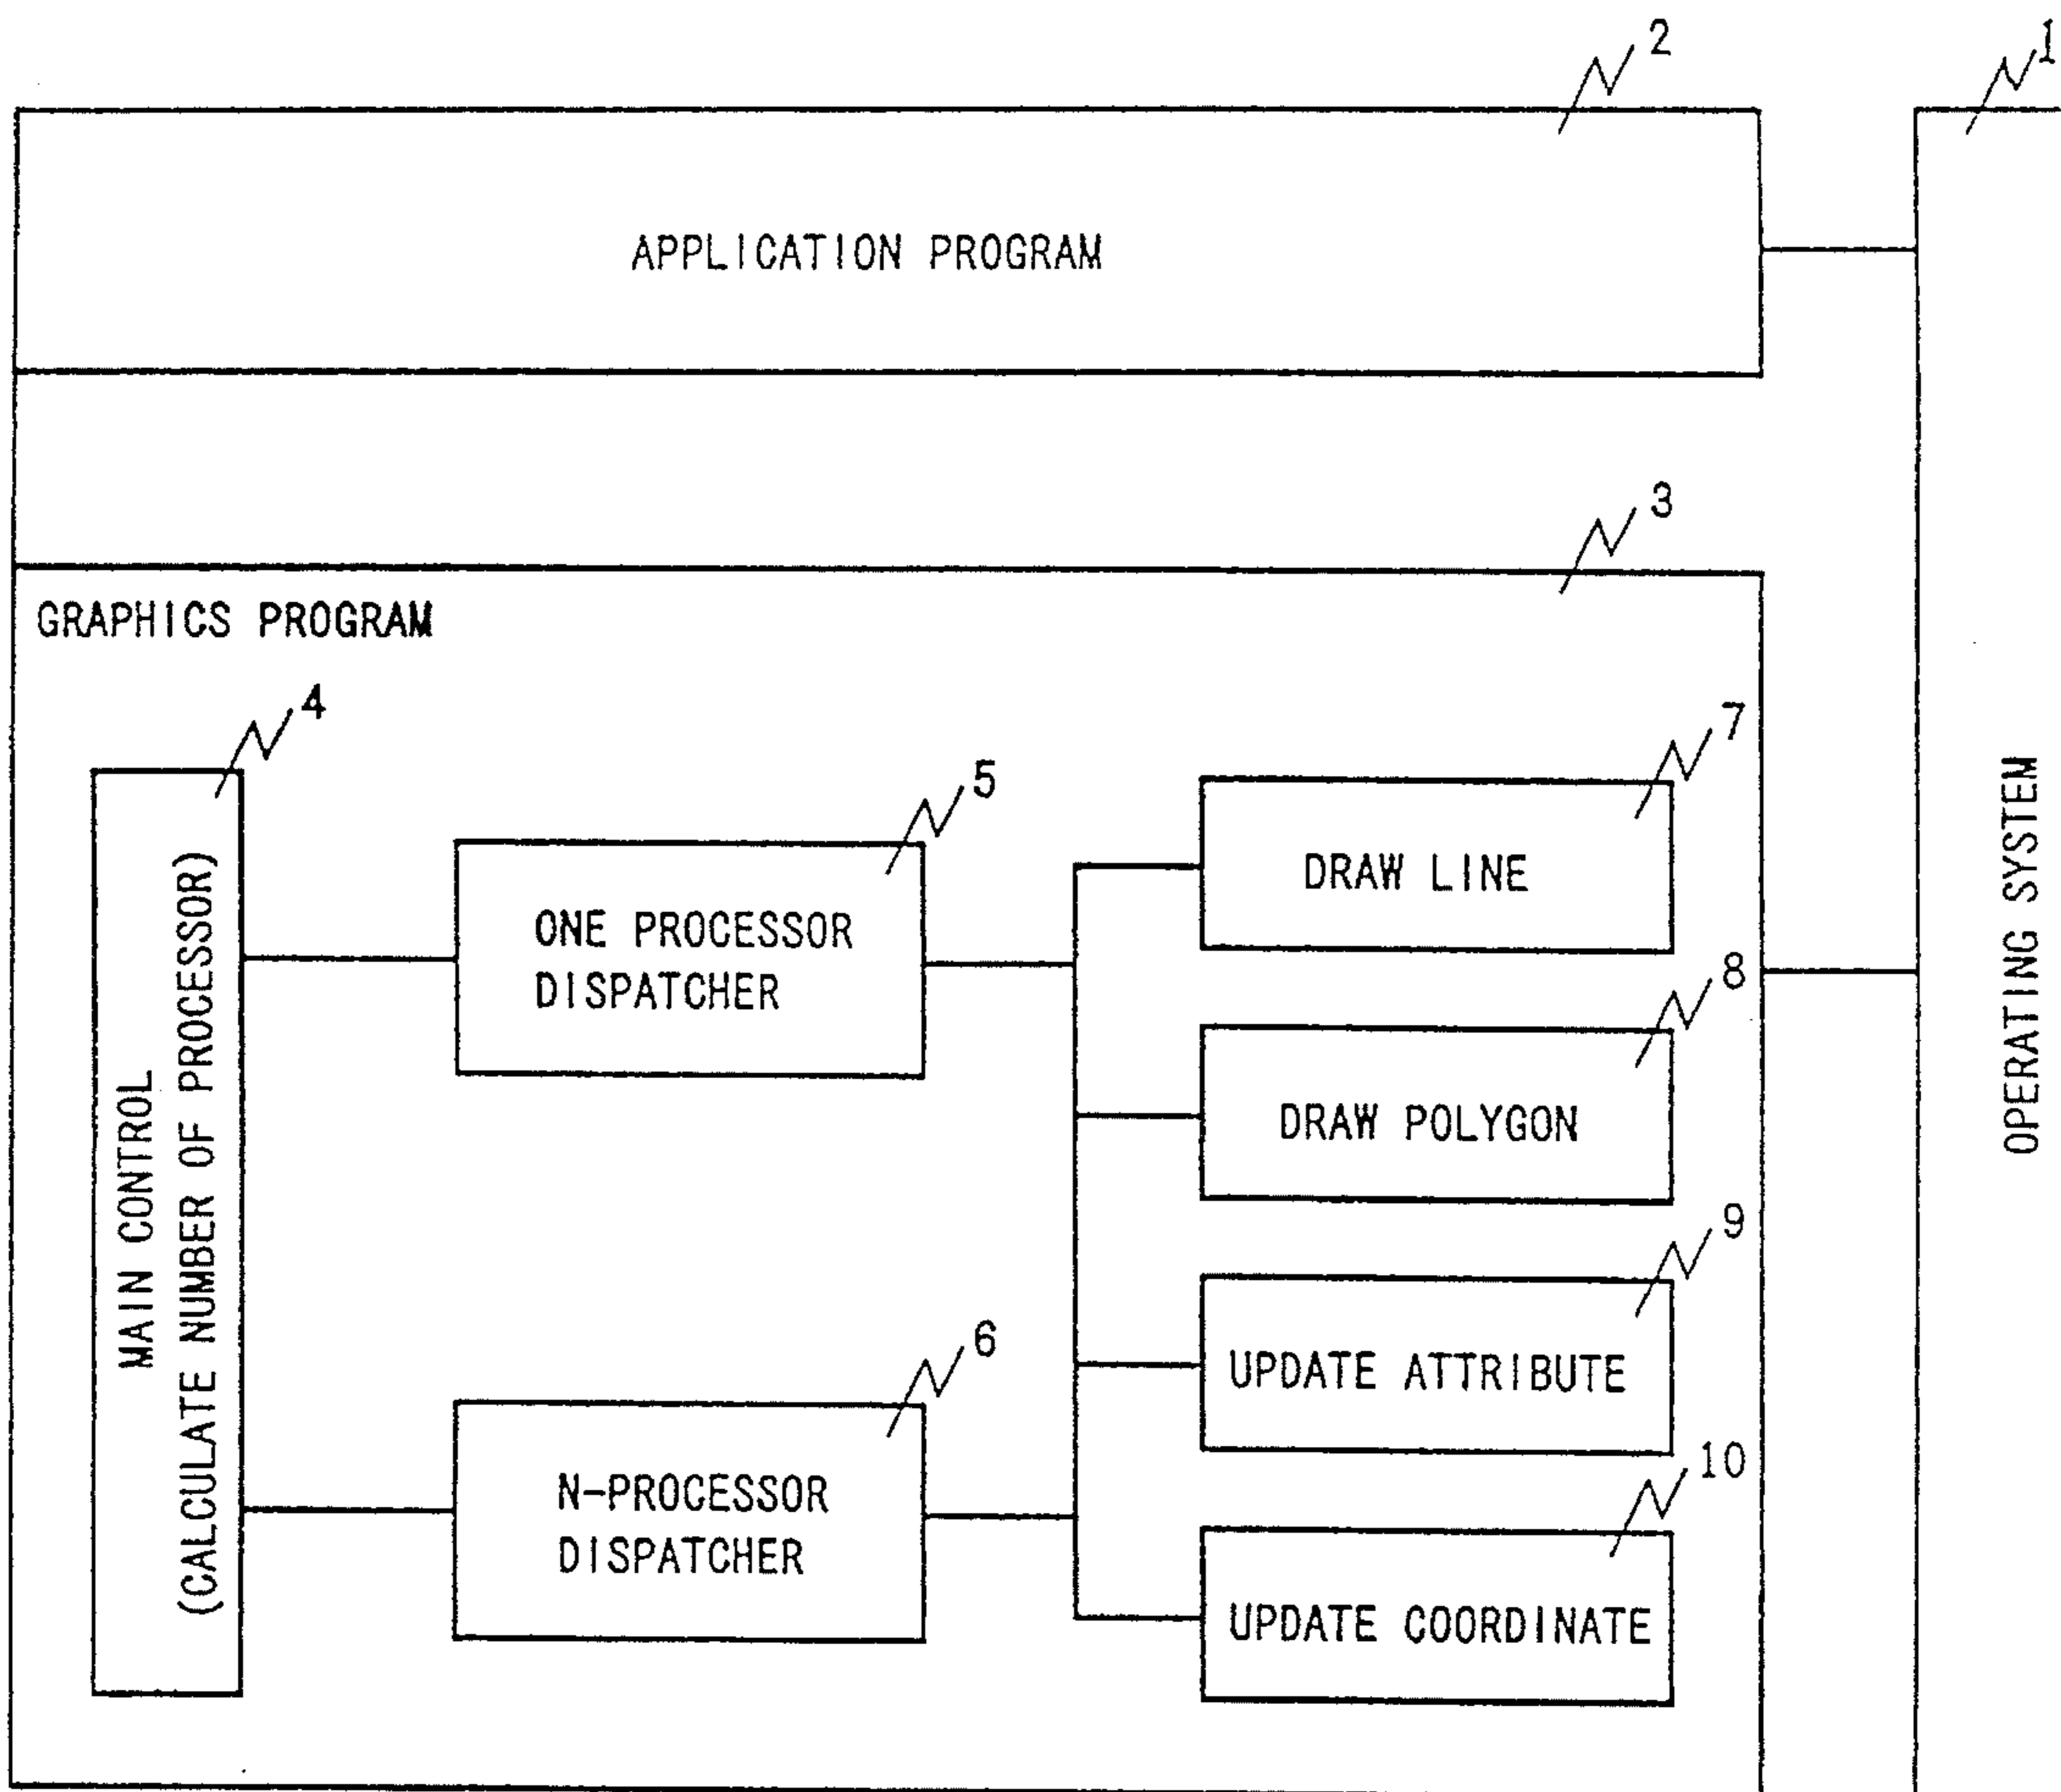 2
1
APPLICATION PROGRAM
3
GRAPHICS PROGRAM
4
MAIN CONTROL
(CALCULATE NUMBER OF PROCESSOR)
5
ONE PROCESSOR
DISPATCHER
6
N-PROCESSOR
DISPATCHER
7
DRAW LINE
8
DRAW POLYGON
9
UPDATE ATTRIBUTE
10
UPDATE COORDINATE
OPERATING SYSTEM